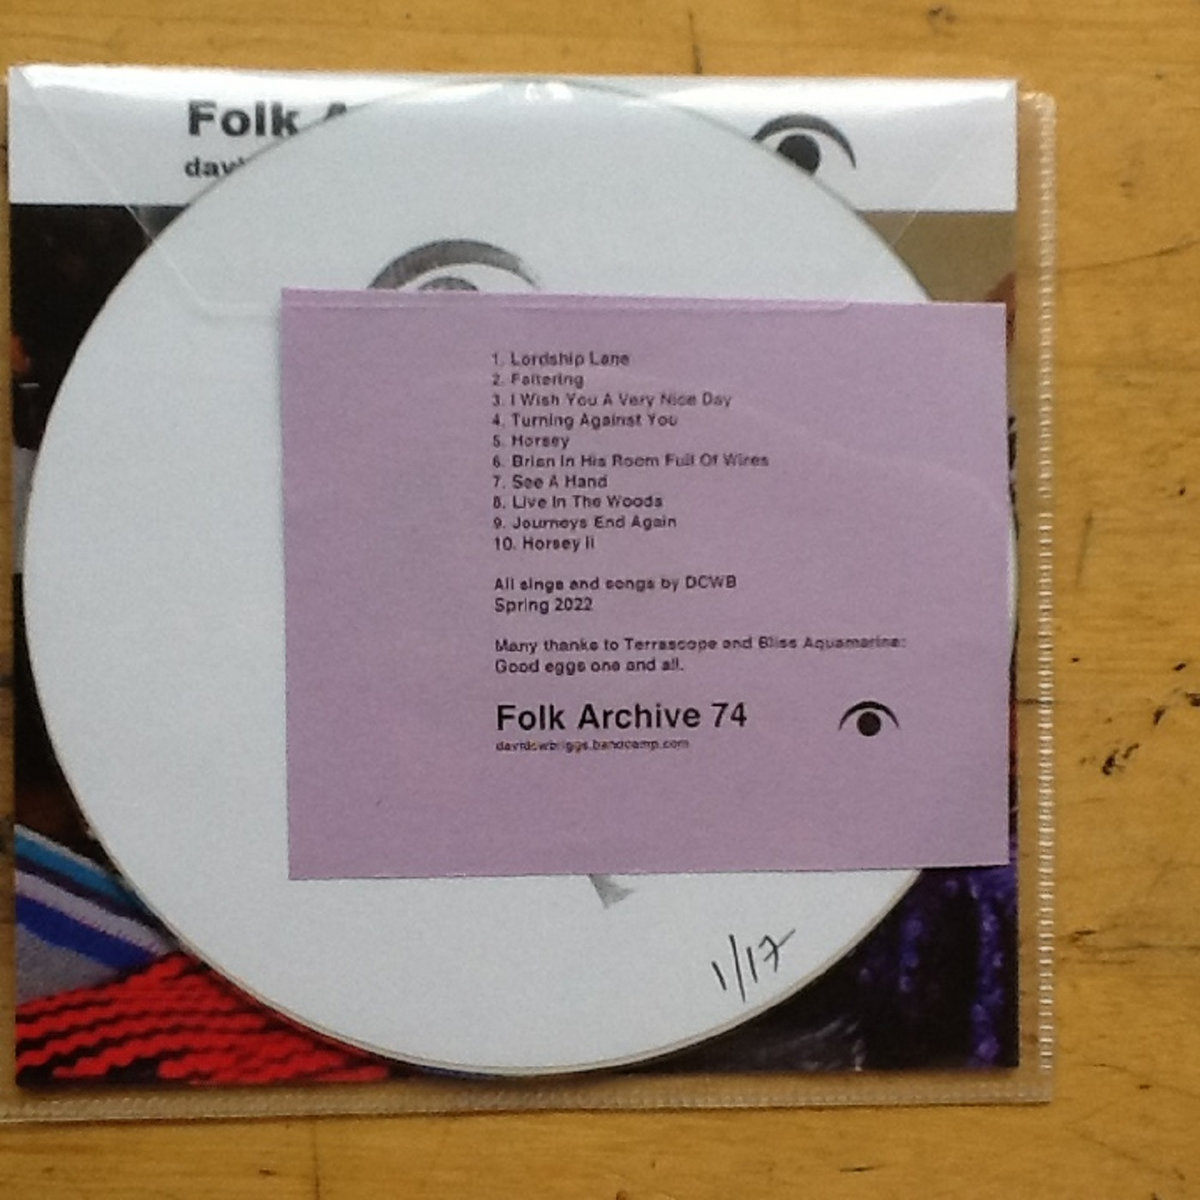 Folk A
dav
1. Lordship Lane
2. Faltering
3. I Wish You A Very Nice Day
4. Turning Against You
5. Horsey
6. Brian In His Room Full Of Wires
7. See A Hand
8. Live In The Woods
9. Journeys End Again
10. Horsey II
All sings and songs by DCWB
Spring 2022
Many thanks to Terrascope and Bliss Aquamarine:
Good eggs one and all.
Folk Archive 74
davidcwbriggs.bandcamp.com
1/17